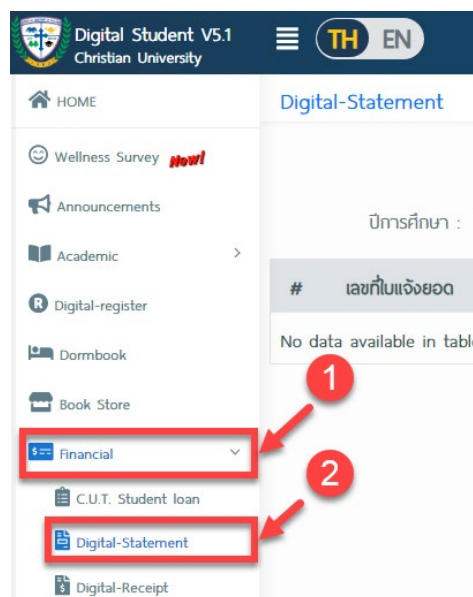 Digital Student V5.1
Christian University
TH EN
HOME
Digital-Statement
Wellness Survey Now!
Announcements
ปีการศึกษา :
Academic
# เลขที่ใบแจ้งยอด
Digital-register
No data available in tabl
Dormbook
1
Book Store
Financial
2
C.U.T. Student loan
Digital-Statement
Digital-Receipt